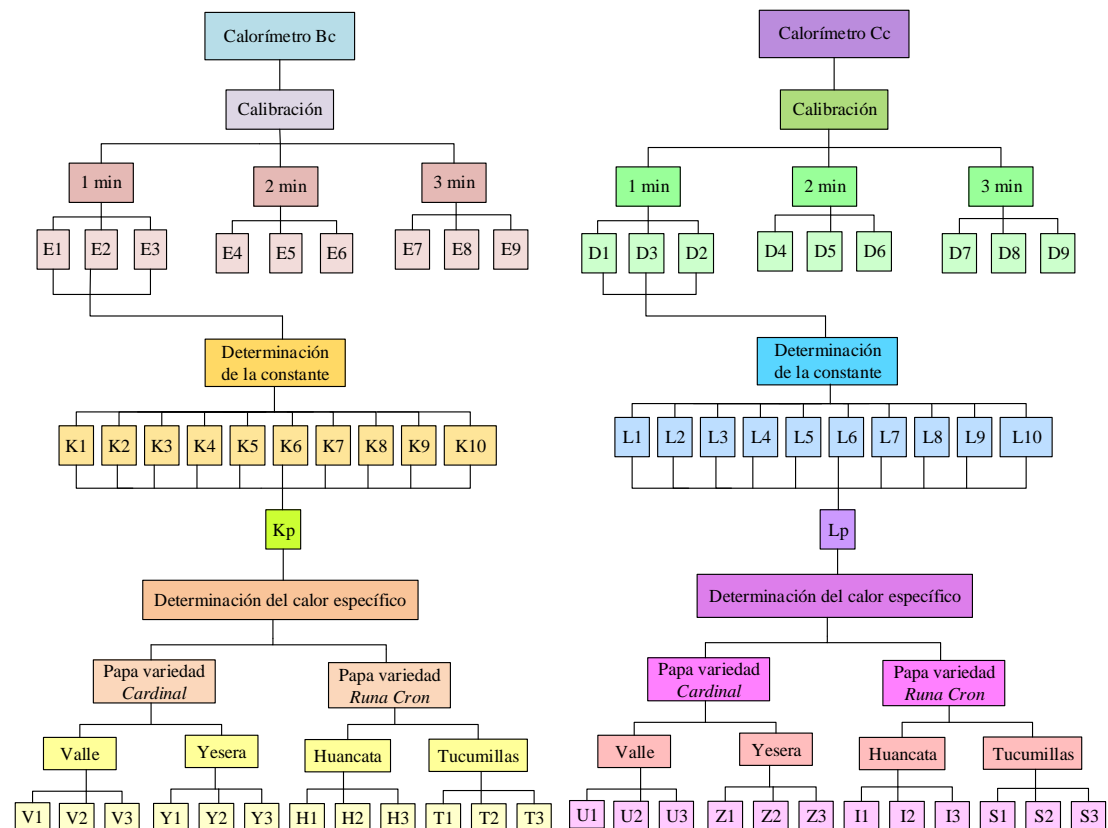 Calorímetro Bc
Calibración
1 min
2 min
3 min
E1
E2
E3
E4
E5
E6
E7
E8
E9
Determinación
de la constante
K1
K2
K3
K4
K5
K6
K7
K8
K9
K10
Kp
Determinación del calor específico
Papa variedad
Cardinal
Papa variedad
Runa Cron
Valle
Yesera
Huancata
Tucumillas
V1
V2
V3
Y1
Y2
Y3
H1
H2
H3
T1
T2
T3
Calorímetro Cc
Calibración
1 min
2 min
3 min
D1
D3
D2
D4
D5
D6
D7
D8
D9
Determinación
de la constante
L1
L2
L3
L4
L5
L6
L7
L8
L9
L10
Lp
Determinación del calor específico
Papa variedad
Cardinal
Papa variedad
Runa Cron
Valle
Yesera
Huancata
Tucumillas
U1
U2
U3
Z1
Z2
Z3
I1
I2
I3
S1
S2
S3